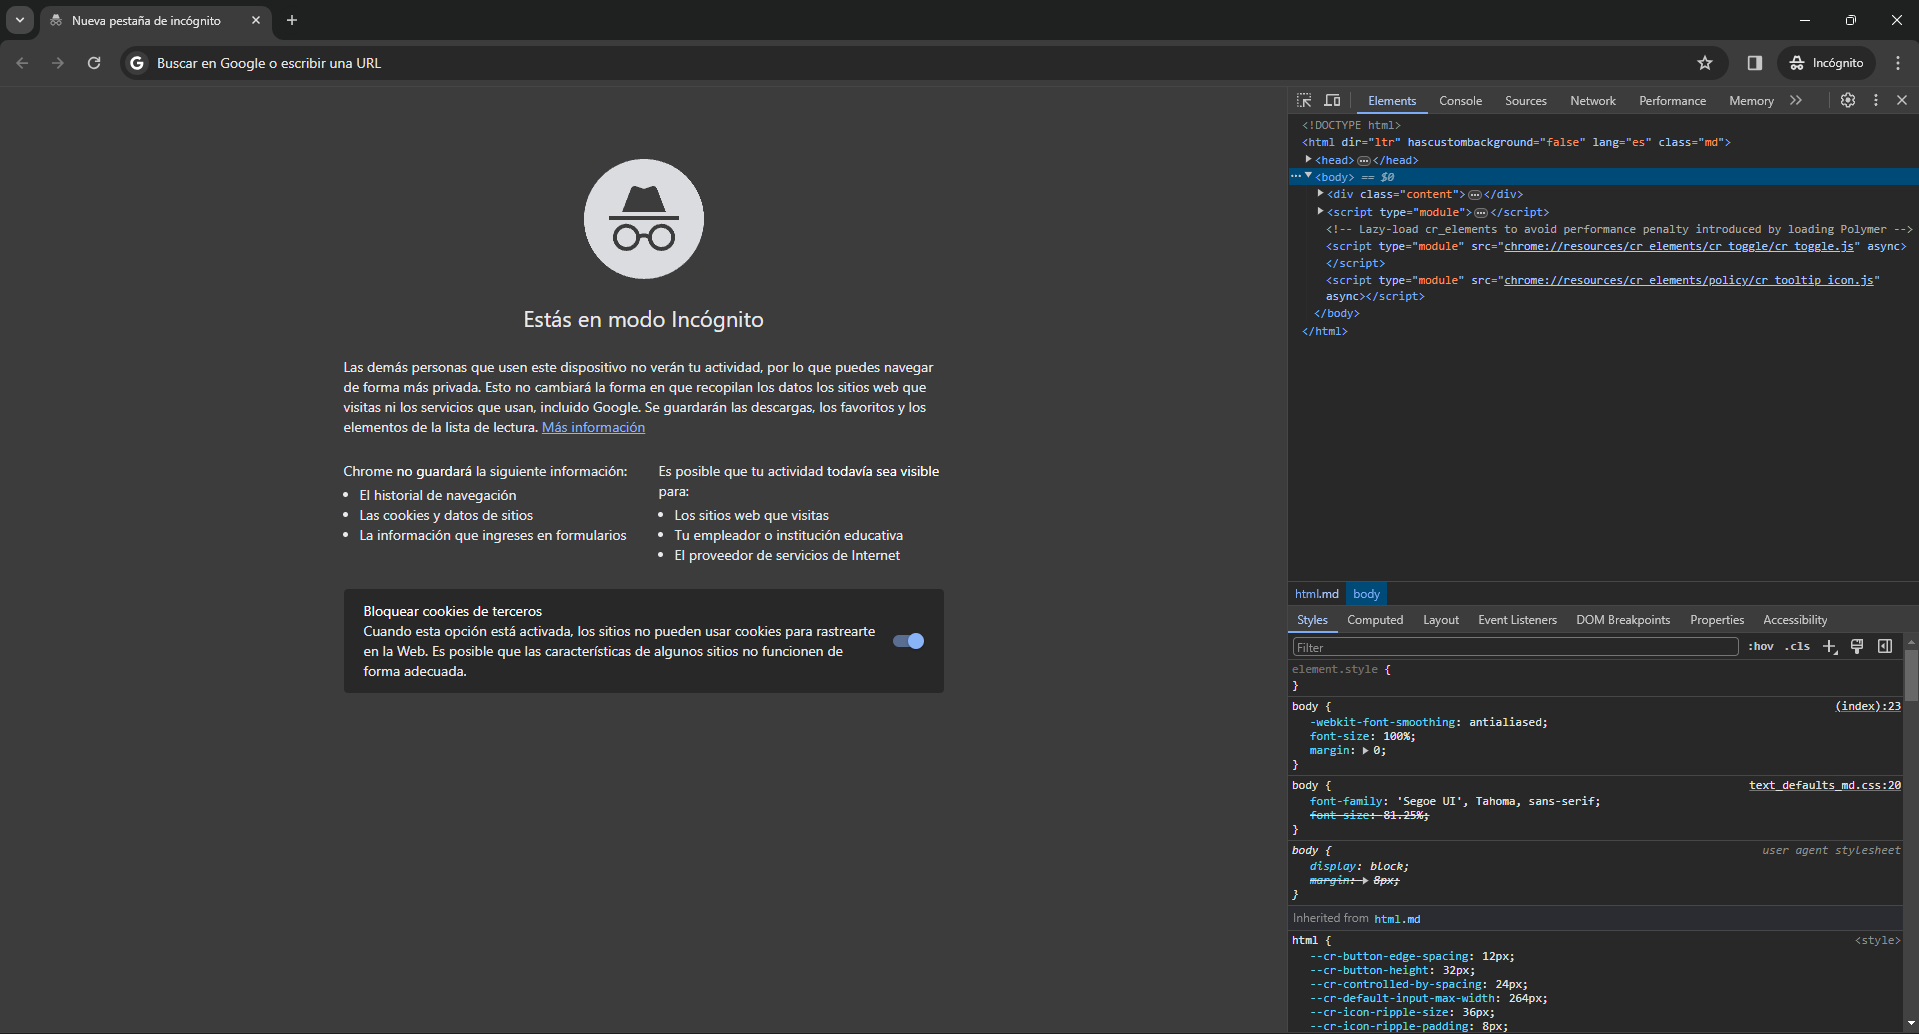 Nueva pestaña de incógnito
Buscar en Google o escribir una URL
Incógnito
Estás en modo Incógnito
Las demás personas que usen este dispositivo no verán tu actividad, por lo que puedes navegar
de forma más privada. Esto no cambiará la forma en que recopilan los datos los sitios web que
visitas ni los servicios que usan, incluido Google. Se guardarán las descargas, los favoritos y los
elementos de la lista de lectura. Más información
Chrome no guardará la siguiente información:
El historial de navegación
Las cookies y datos de sitios
La información que ingreses en formularios
Es posible que tu actividad todavía sea visible
para:
Los sitios web que visitas
Tu empleador o institución educativa
El proveedor de servicios de Internet
Bloquear cookies de terceros
Cuando esta opción está activada, los sitios no pueden usar cookies para rastrearte
en la Web. Es posible que las características de algunos sitios no funcionen de
forma adecuada.
Elements Console Sources Network Performance Memory
<!DOCTYPE html>
<html dir="ltr" hascustombackground="false" lang="es" class="md">
<head>…</head>
<body> == $0
<div class="content">…</div>
<script type="module">…</script>
<!-- Lazy-load cr_elements to avoid performance penalty introduced by loading Polymer -->
<script type="module" src="chrome://resources/cr_elements/cr_toggle/cr_toggle.js" async>
</script>
<script type="module" src="chrome://resources/cr_elements/policy/cr_tooltip_icon.js"
async></script>
</body>
</html>
html.md body
Styles Computed Layout Event Listeners DOM Breakpoints Properties Accessibility
Filter :hov .cls
element.style {
}
body { (index):23
-webkit-font-smoothing: antialiased;
font-size: 100%;
margin: 0;
}
body { text_defaults_md.css:20
font-family: 'Segoe UI', Tahoma, sans-serif;
font-size: 81.25%;
}
body { user agent stylesheet
display: block;
margin: 8px;
}
Inherited from html.md
html { <style>
--cr-button-edge-spacing: 12px;
--cr-button-height: 32px;
--cr-controlled-by-spacing: 24px;
--cr-default-input-max-width: 264px;
--cr-icon-ripple-size: 36px;
--cr-icon-ripple-padding: 8px;